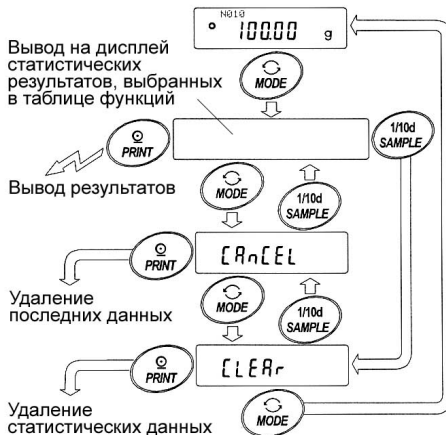 N010
100.00 g
Вывод на дисплей
статистических
результатов, выбранных
в таблице функций
MODE
PRINT
1/10d
SAMPLE
Вывод результатов
MODE
1/10d
SAMPLE
PRINT
CAnCEL
Удаление
последних данных
MODE
1/10d
SAMPLE
PRINT
CLEAr
Удаление
статистических данных
MODE